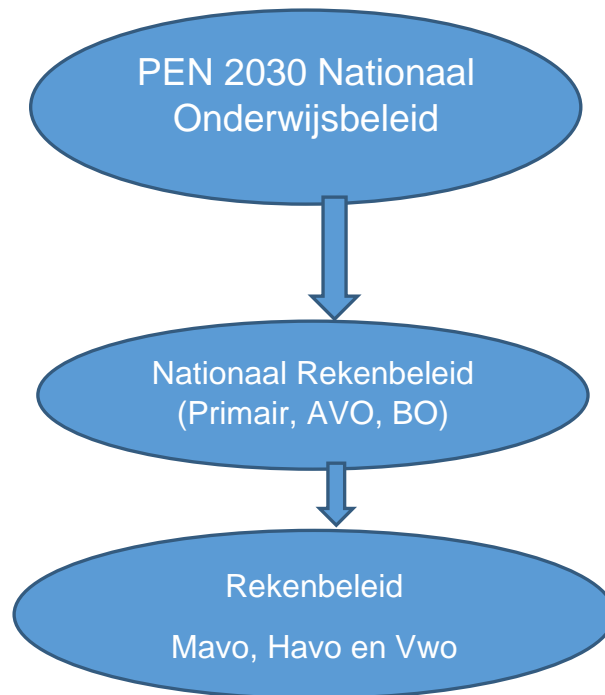 PEN 2030 Nationaal
Onderwijsbeleid
Nationaal Rekenbeleid
(Primair, AVO, BO)
Rekenbeleid
Mavo, Havo en Vwo